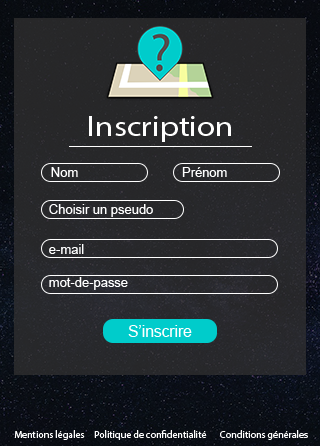 ?
Inscription
Nom Prénom
Choisir un pseudo
e-mail
mot-de-passe
S'inscrire
Mentions légales Politique de confidentialité Conditions générales